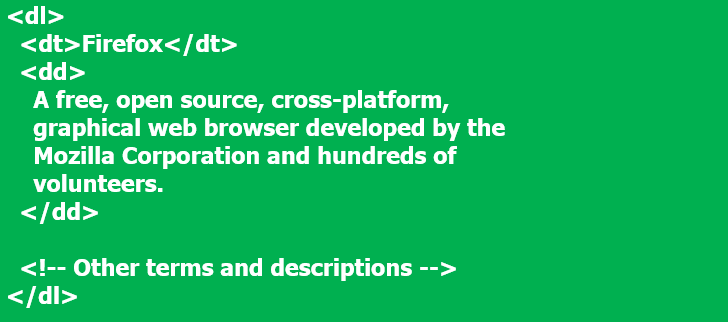 <dl>
  <dt>Firefox</dt>
  <dd>
    A free, open source, cross-platform,
    graphical web browser developed by the
    Mozilla Corporation and hundreds of
    volunteers.
  </dd>

  <!-- Other terms and descriptions -->
</dl>